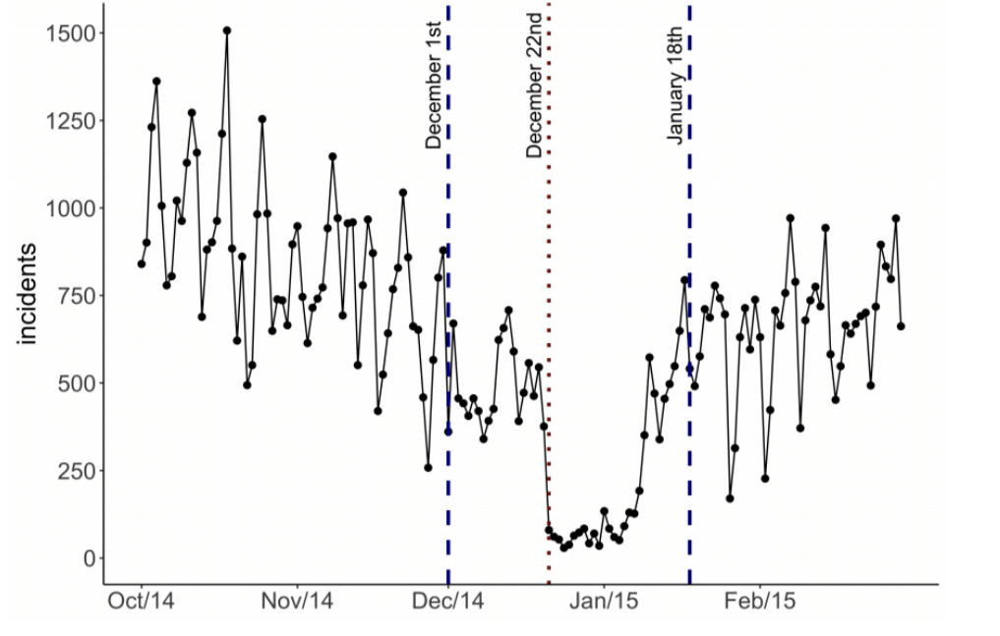 1500
1250
1000
750
500
250
0
incidents
December 1st
December 22nd
January 18th
Oct/14
Nov/14
Dec/14
Jan/15
Feb/15